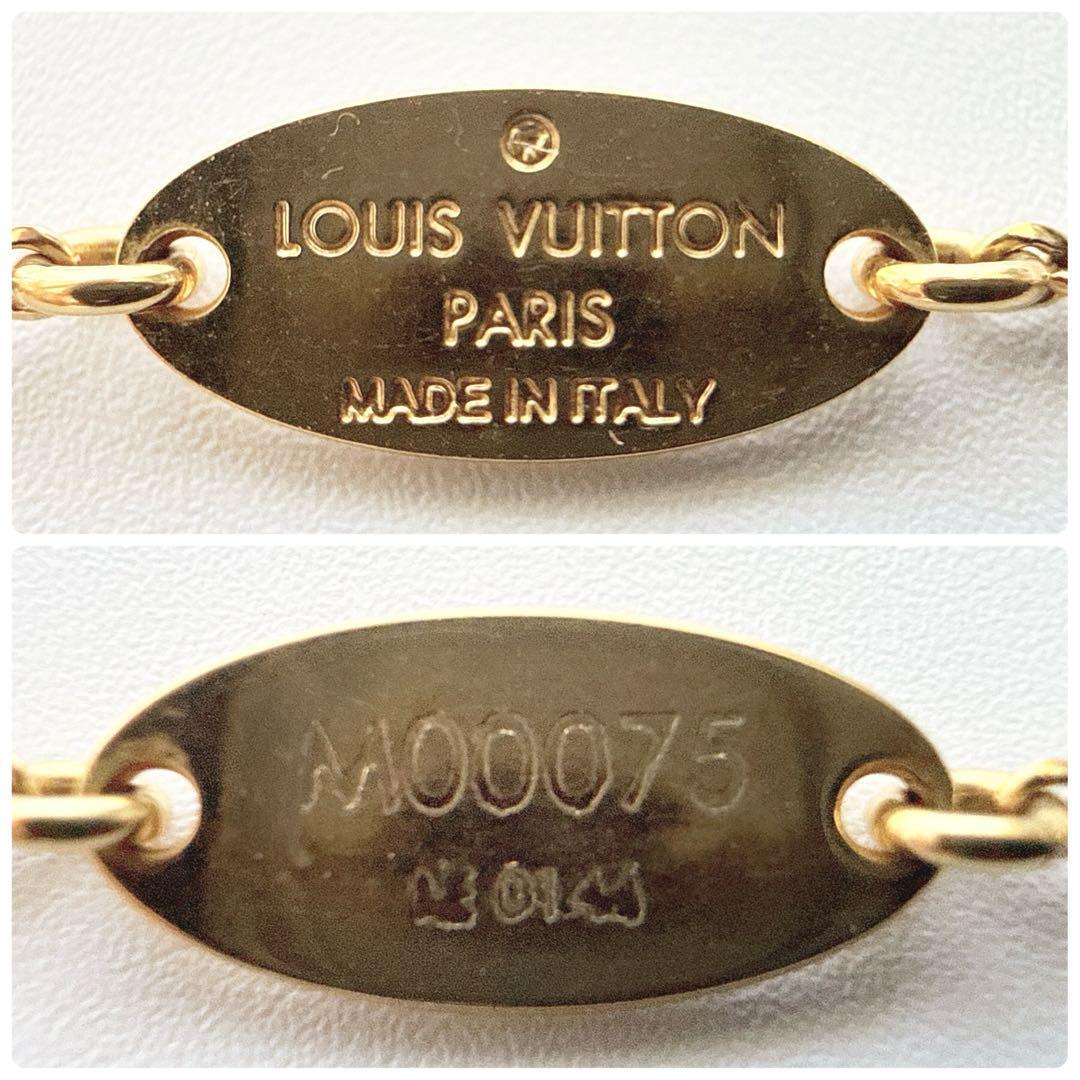 LOUIS VUITTON
PARIS
MADE IN ITALY
M00075